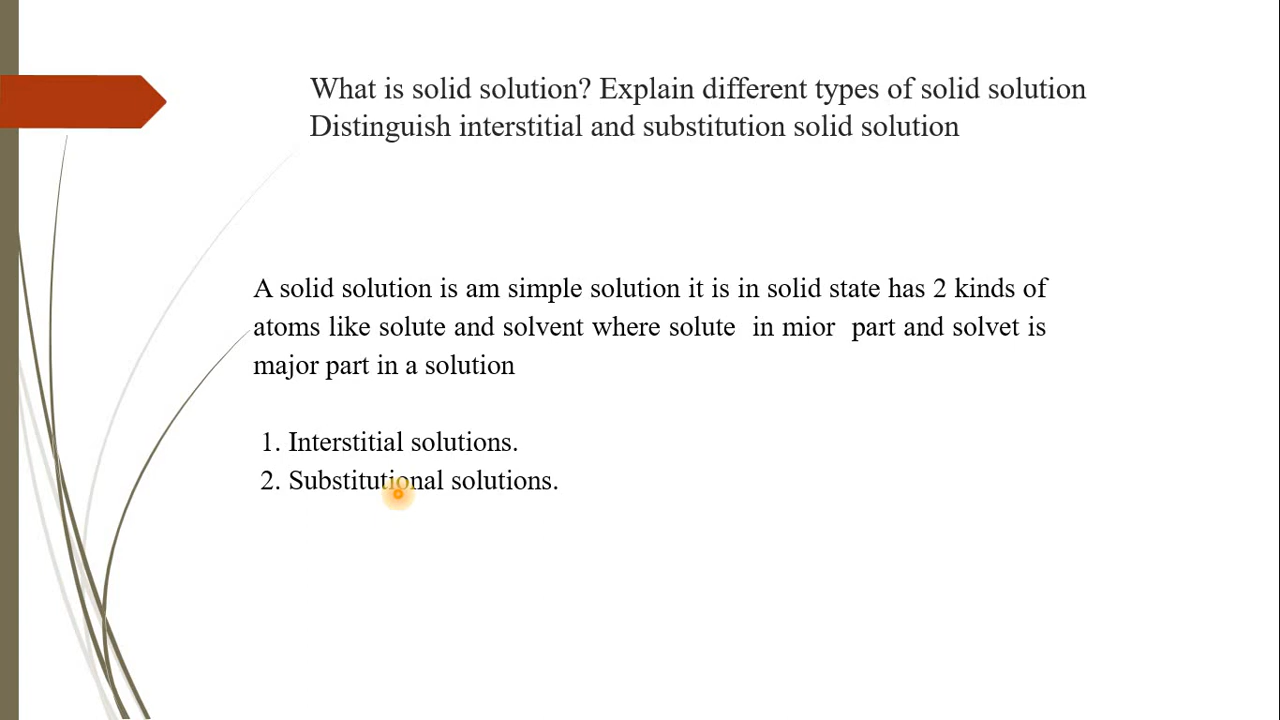 What is solid solution? Explain different types of solid solution
Distinguish interstitial and substitution solid solution
A solid solution is am simple solution it is in solid state has 2 kinds of
atoms like solute and solvent where solute in mior part and solvet is
major part in a solution
1. Interstitial solutions.
2. Substitutional solutions.